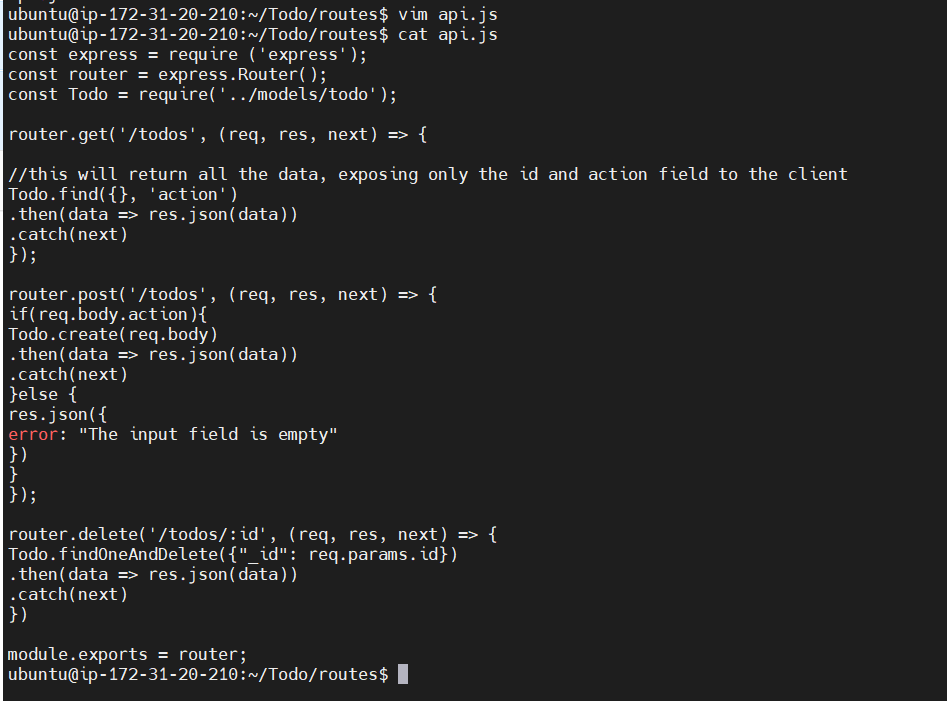 ubuntu@ip-172-31-20-210:~/Todo/routes$ vim api.js
ubuntu@ip-172-31-20-210:~/Todo/routes$ cat api.js
const express = require ('express');
const router = express.Router();
const Todo = require('../models/todo');
router.get('/todos', (req, res, next) => {
//this will return all the data, exposing only the id and action field to the client
Todo.find({}, 'action')
.then(data => res.json(data))
.catch(next)
});
router.post('/todos', (req, res, next) => {
if(req.body.action){
Todo.create(req.body)
.then(data => res.json(data))
.catch(next)
}else {
res.json({
error: "The input field is empty"
})
}
});
router.delete('/todos/:id', (req, res, next) => {
Todo.findOneAndDelete({"_id": req.params.id})
.then(data => res.json(data))
.catch(next)
})
module.exports = router;
ubuntu@ip-172-31-20-210:~/Todo/routes$